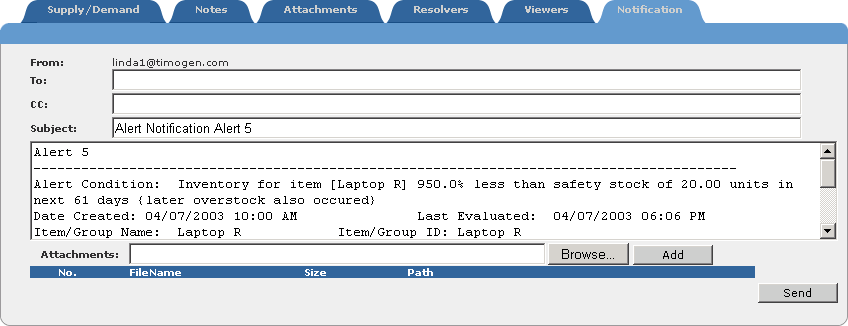 Supply/Demand Notes Attachments Resolvers Viewers Notification
From: linda1@timogen.com
To:
CC:
Subject: Alert Notification Alert 5
Alert 5
--------------------------------------------------------------------------------
Alert Condition: Inventory for item [Laptop R] 950.0% less than safety stock of 20.00 units in
next 61 days {later overstock also occured}
Date Created: 04/07/2003 10:00 AM Last Evaluated: 04/07/2003 06:06 PM
Item/Group Name: Laptop R Item/Group ID: Laptop R
Attachments: Browse... Add
No. FileName Size Path
Send